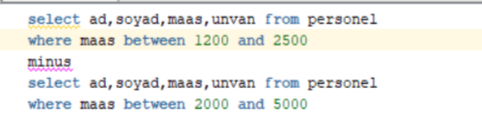 select ad,soyad,maas,unvan from personel
where maas between 1200 and 2500
minus
select ad,soyad,maas,unvan from personel
where maas between 2000 and 5000